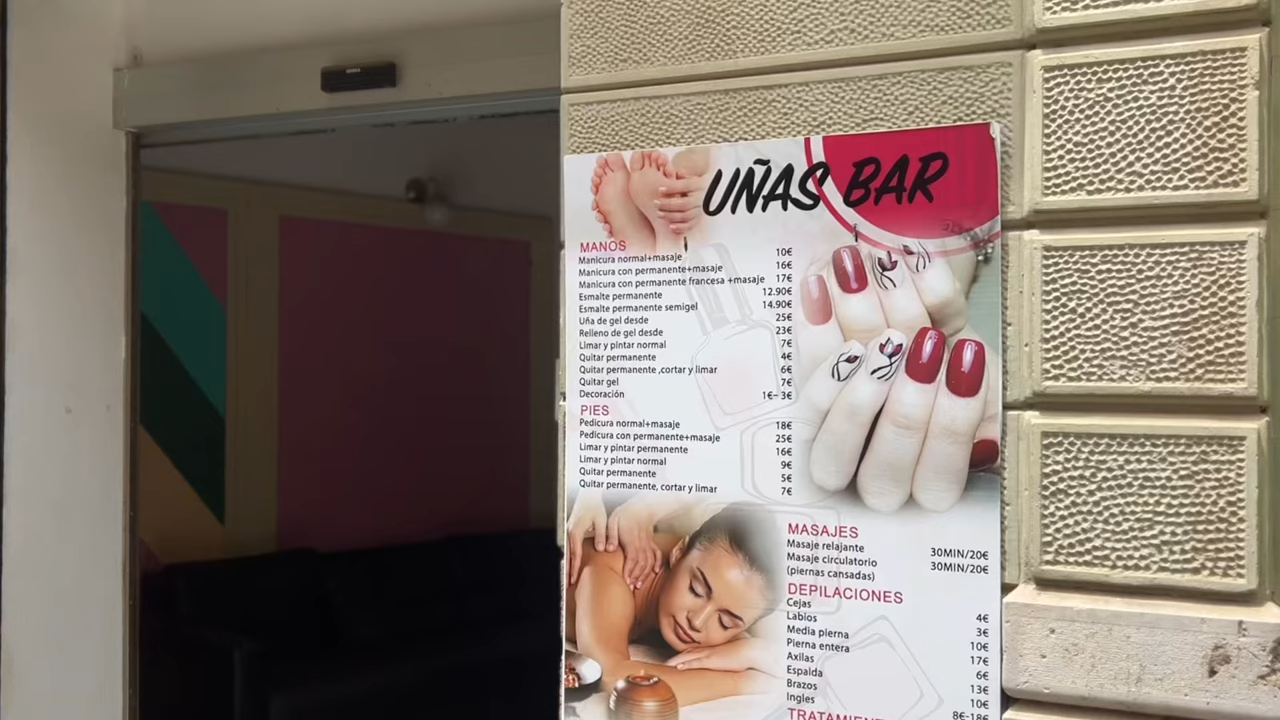 UÑAS BAR
MANOS
Manicura normal+masaje 10€
Manicura con permanente+masaje 16€
Manicura con permanente francesa +masaje 17€
Esmalte permanente 12.90€
Esmalte permanente semigel 14.90€
Uña de gel desde 25€
Relleno de gel desde 23€
Limar y pintar normal 7€
Quitar permanente 4€
Quitar permanente ,cortar y limar 6€
Quitar gel 7€
Decoración 1€- 3€
PIES
Pedicura normal+masaje 18€
Pedicura con permanente+masaje 25€
Limar y pintar permanente 16€
Limar y pintar normal 9€
Quitar permanente 5€
Quitar permanente, cortar y limar 7€
MASAJES
Masaje relajante 30MIN/20€
Masaje circulatorio 30MIN/20€
(piernas cansadas)
DEPILACIONES
Cejas 4€
Labios 3€
Media pierna 10€
Pierna entera 17€
Axilas 6€
Espalda 13€
Brazos 10€
Ingles 8€-18€